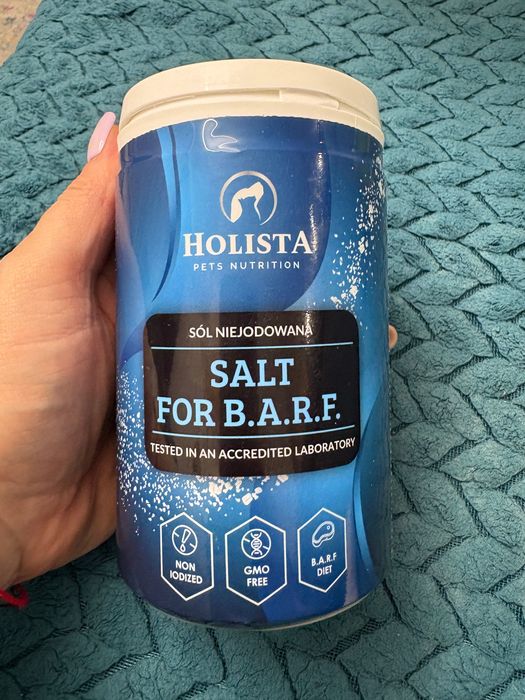 HOLISTA
PETS NUTRITION
SÓL NIEJODOWANA
SALT
FOR B.A.R.F.
TESTED IN AN ACCREDITED LABORATORY
NON
IODIZED
GMO
FREE
B.A.R.F
DIET